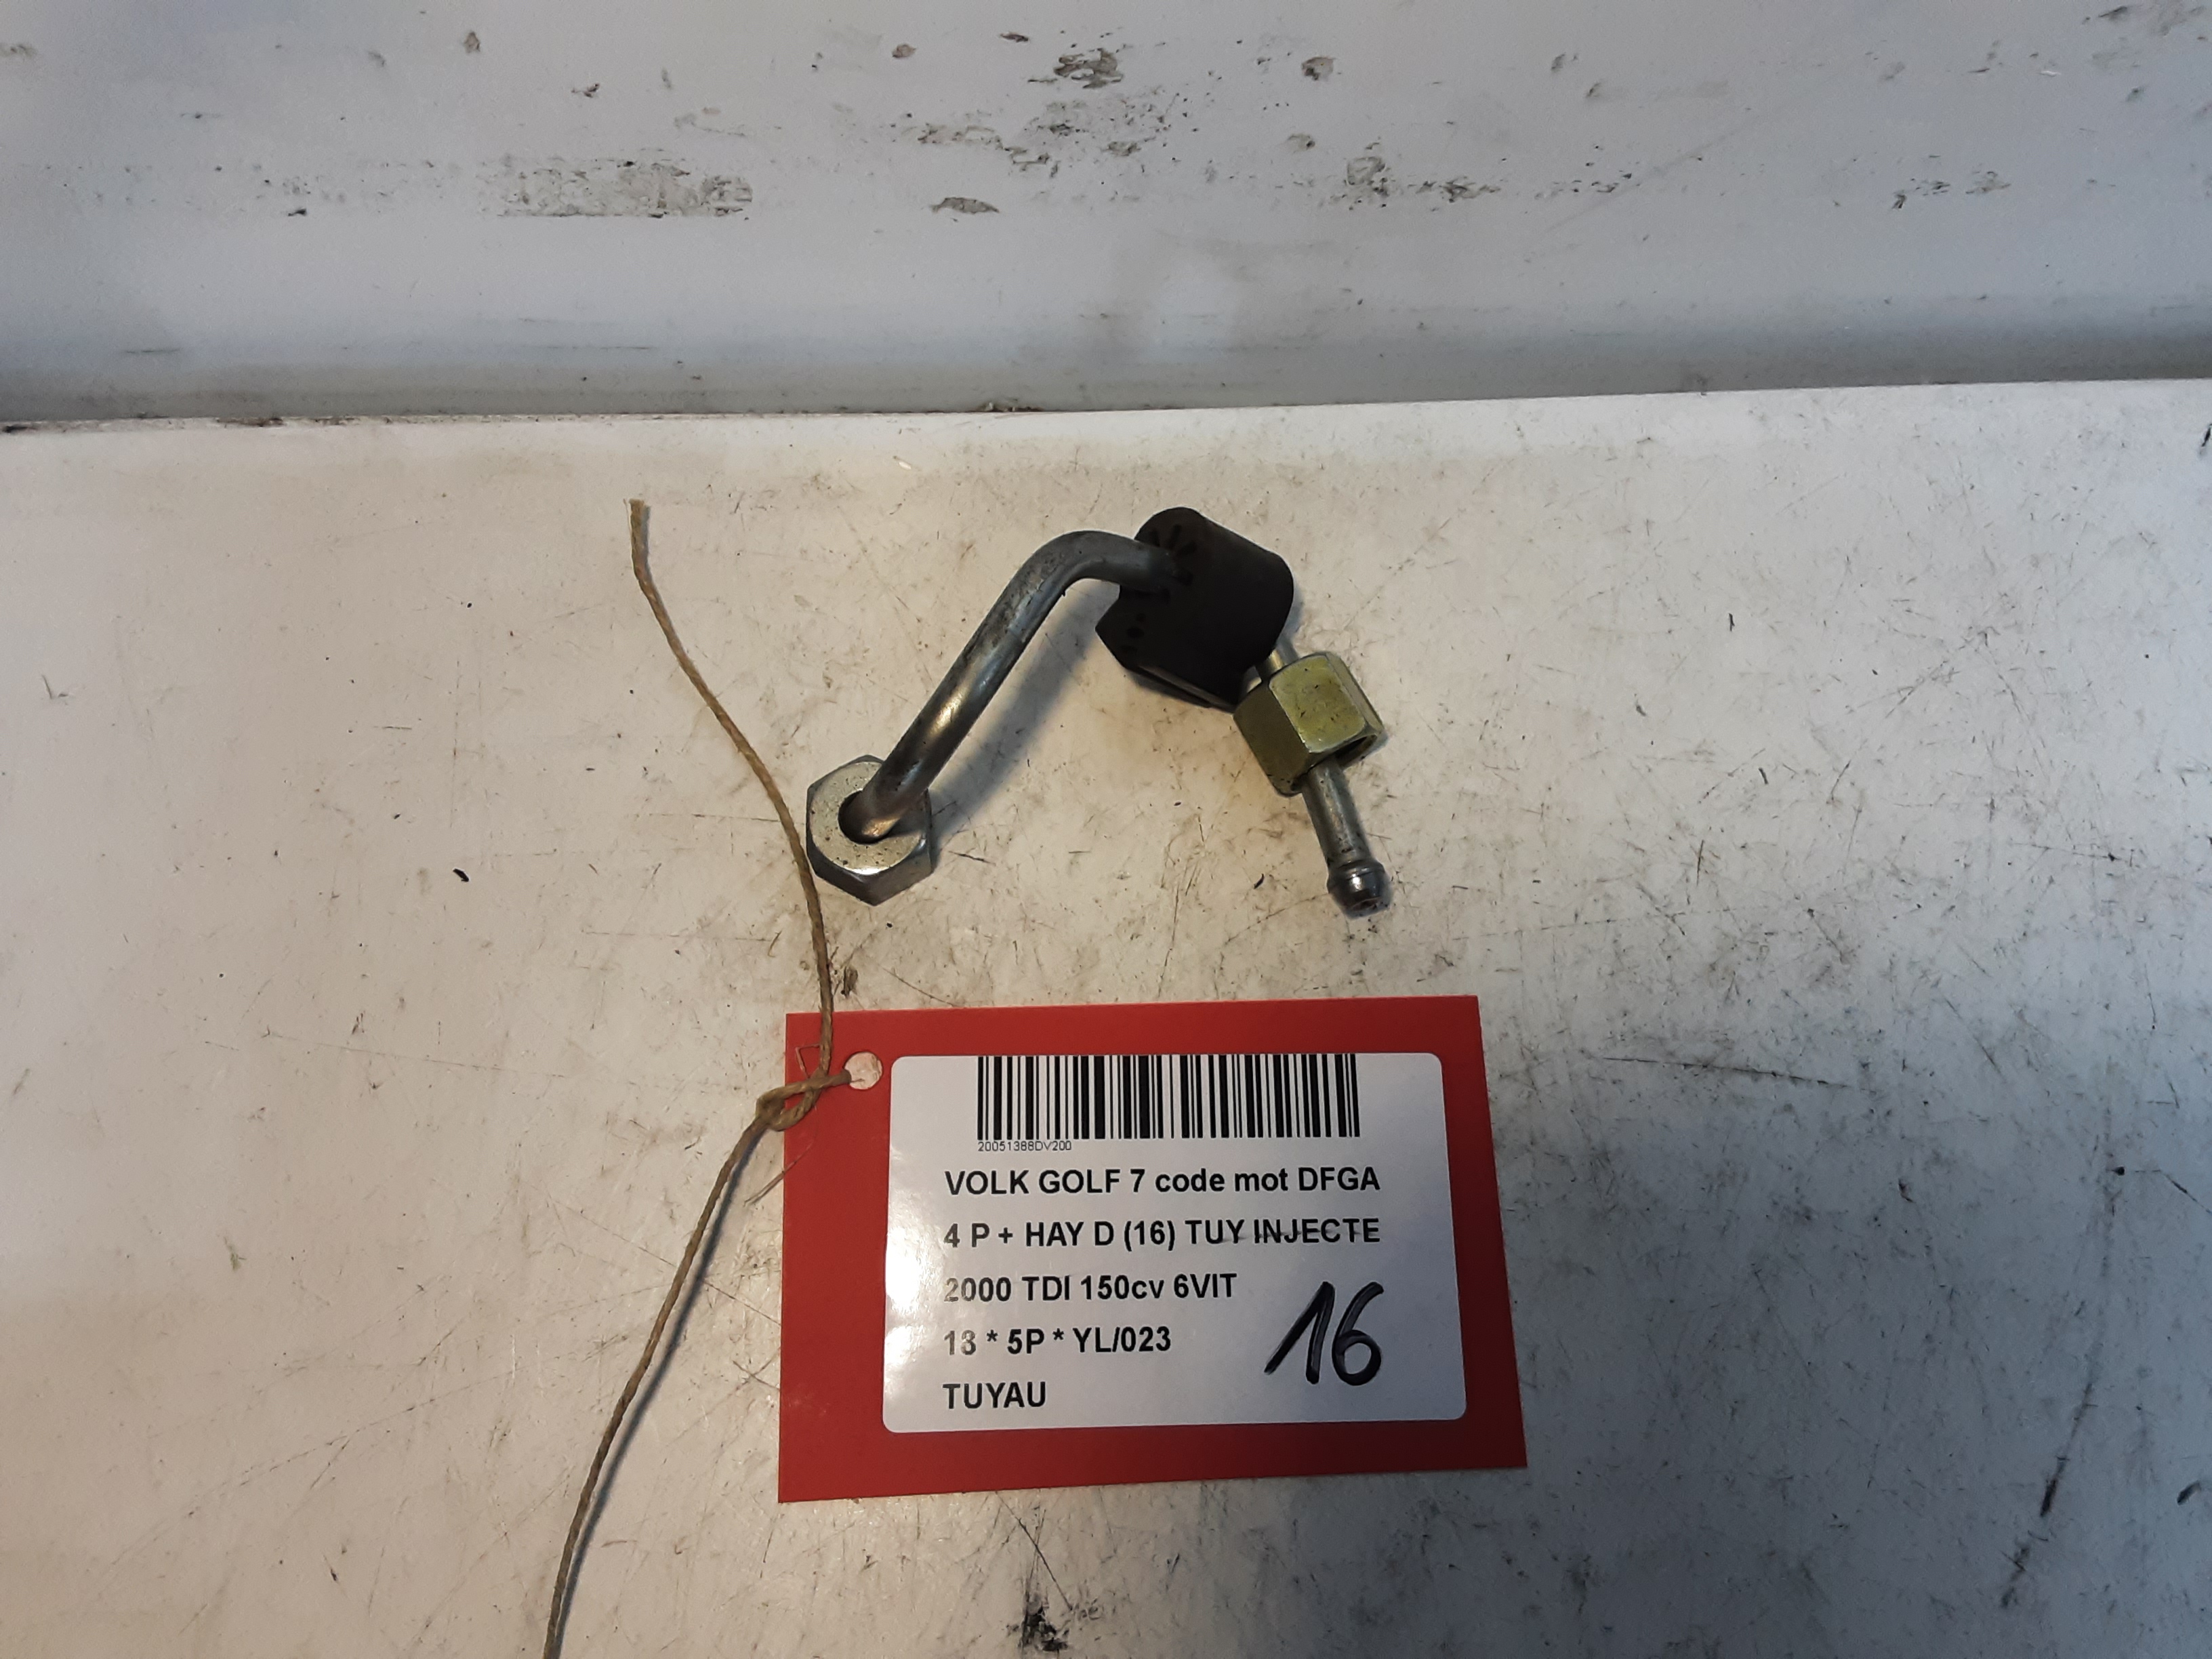 20051388DV200
VOLK GOLF 7 code mot DFGA
4 P + HAY D (16) TUY INJECTE
2000 TDI 150cv 6VIT
18 * 5P * YL/023
16
TUYAU